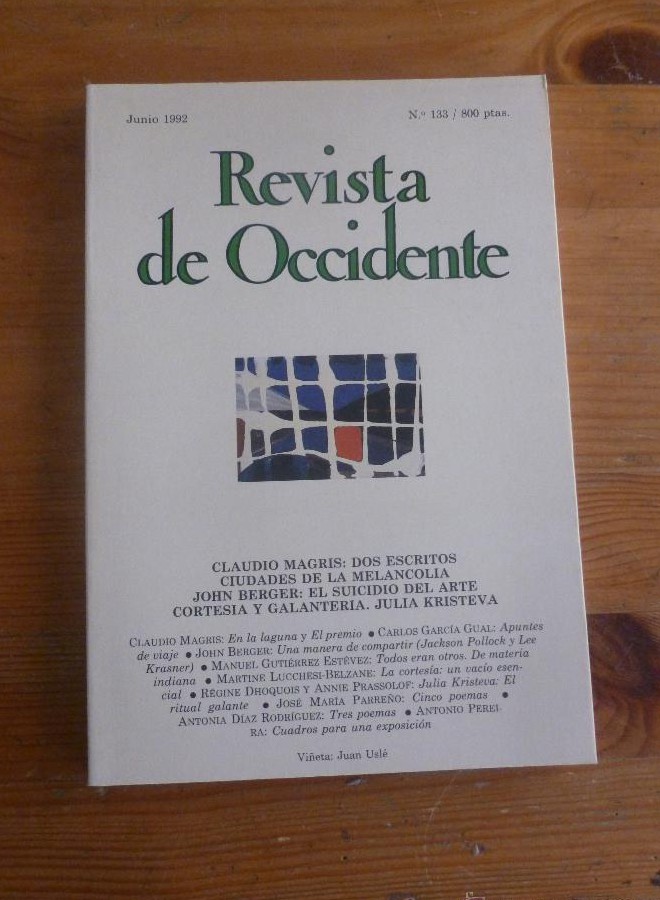 Junio 1992
N.º 133 / 800 ptas.
Revista
de Occidente
CLAUDIO MAGRIS: DOS ESCRITOS
CIUDADES DE LA MELANCOLIA
JOHN BERGER: EL SUICIDIO DEL ARTE
CORTESIA Y GALANTERIA. JULIA KRISTEVA
CLAUDIO MAGRIS: En la laguna y El premio ● CARLOS GARCÍA GUAL: Apuntes
de viaje ● JOHN BERGER: Una manera de compartir (Jackson Pollock y Lee
Krasner) ● MANUEL GUTIÉRREZ ESTÉVEZ: Todos eran otros. De materia
indiana ● MARTINE LUCCHESI-BELZANE: La cortesía: un vacío esen-
cial ● RÉGINE DHOQUOIS Y ANNIE PRASSOLOF: Julia Kristeva: El
ritual galante ● JOSÉ MARÍA PARREÑO: Cinco poemas ●
ANTONIA DÍAZ RODRÍGUEZ: Tres poemas ● ANTONIO PEREI-
RA: Cuadros para una exposición
Viñeta: Juan Uslé